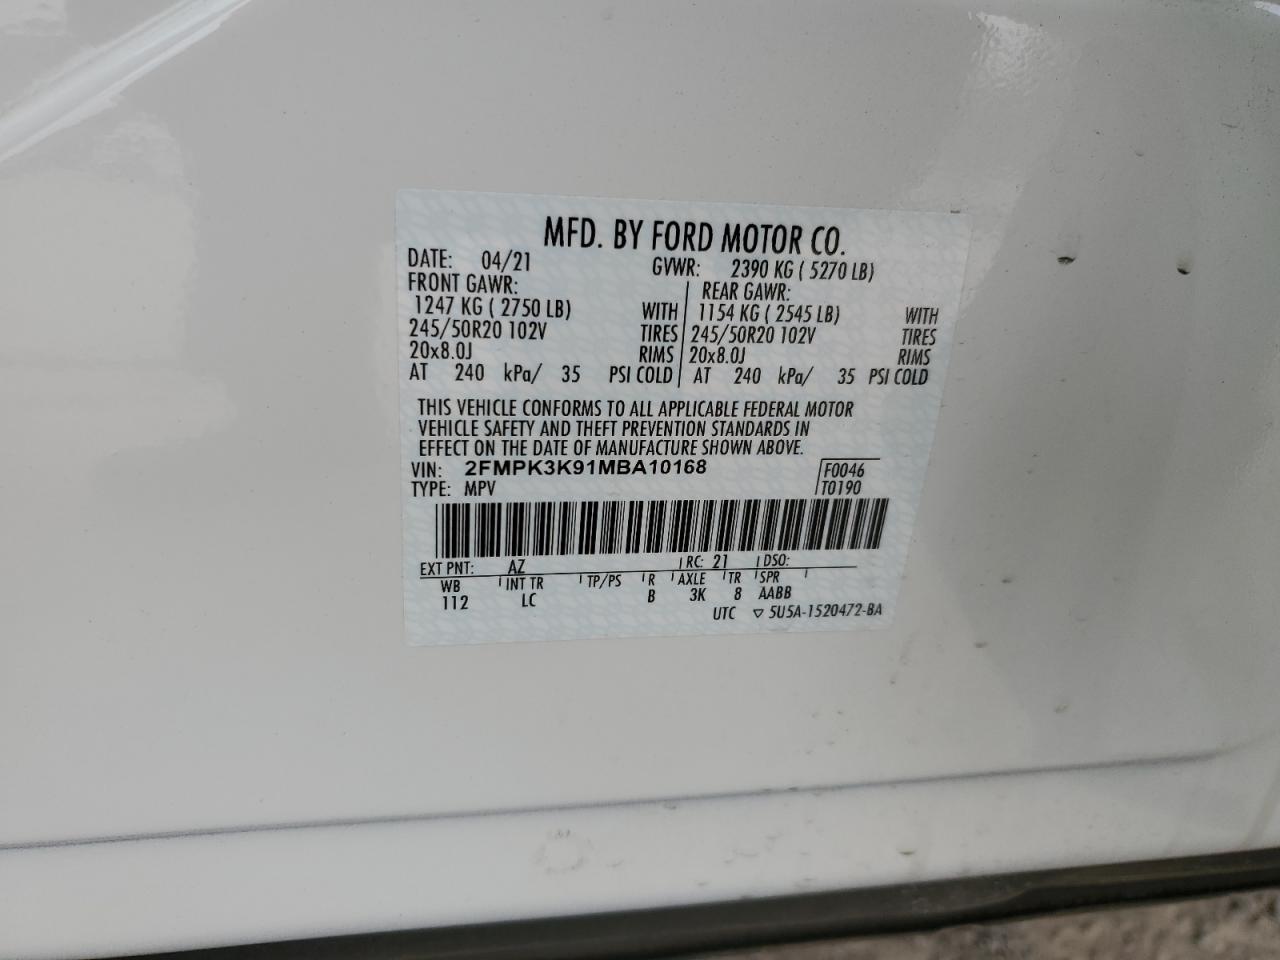 MFD. BY FORD MOTOR CO.
DATE: 04/21 GVWR: 2390 KG ( 5270 LB)
FRONT GAWR: REAR GAWR:
1247 KG ( 2750 LB) WITH 1154 KG ( 2545 LB) WITH
245/50R20 102V TIRES 245/50R20 102V TIRES
20x8.0J RIMS 20x8.0J RIMS
AT 240 kPa/ 35 PSI COLD AT 240 kPa/ 35 PSI COLD
THIS VEHICLE CONFORMS TO ALL APPLICABLE FEDERAL MOTOR
VEHICLE SAFETY AND THEFT PREVENTION STANDARDS IN
EFFECT ON THE DATE OF MANUFACTURE SHOWN ABOVE.
VIN: 2FMPK3K91MBA10168 F0046
TYPE: MPV T0190
EXT PNT: AZ RC: 21 DSO:
WB INT TR TP/PS R AXLE TR SPR
112 LC B 3K 8 AABB
UTC ▽ 5U5A-1520472-BA